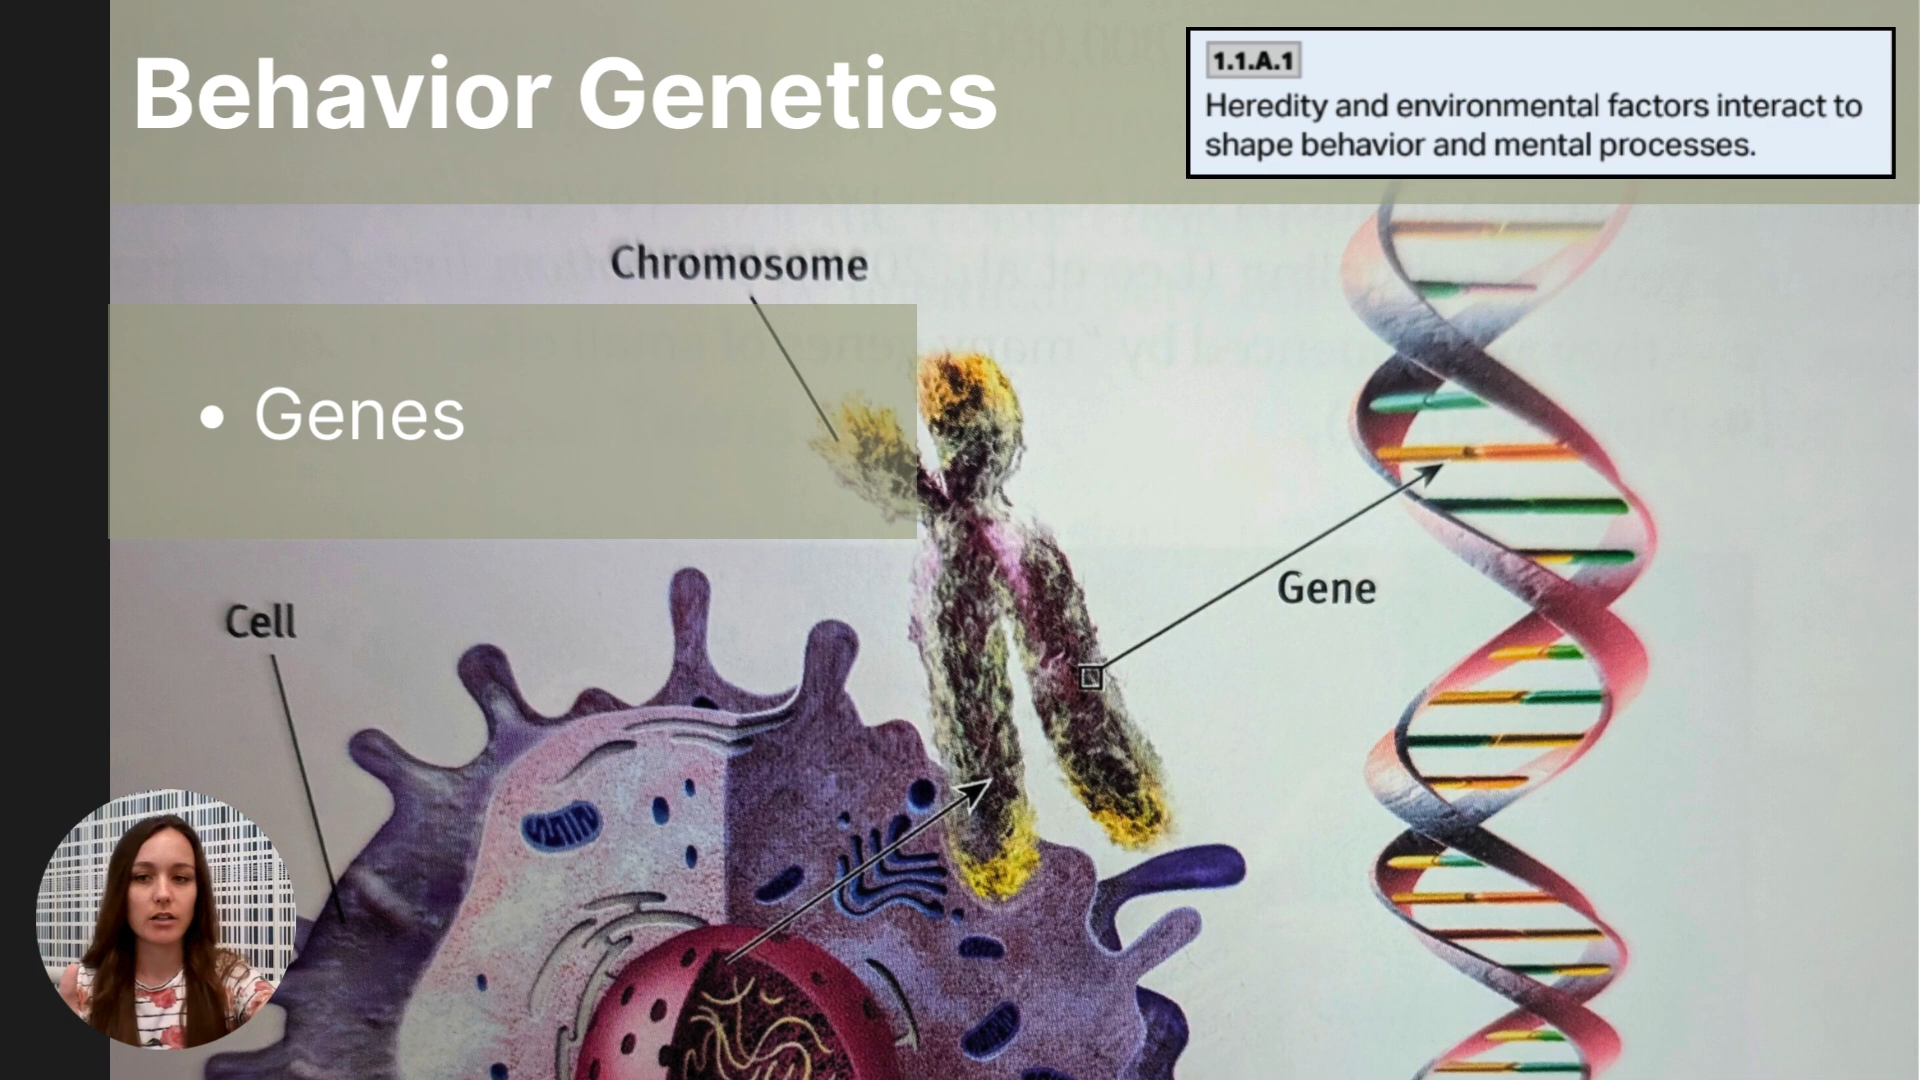 Behavior Genetics
1.1.A.1
Heredity and environmental factors interact to
shape behavior and mental processes.
Chromosome
• Genes
Gene
Cell